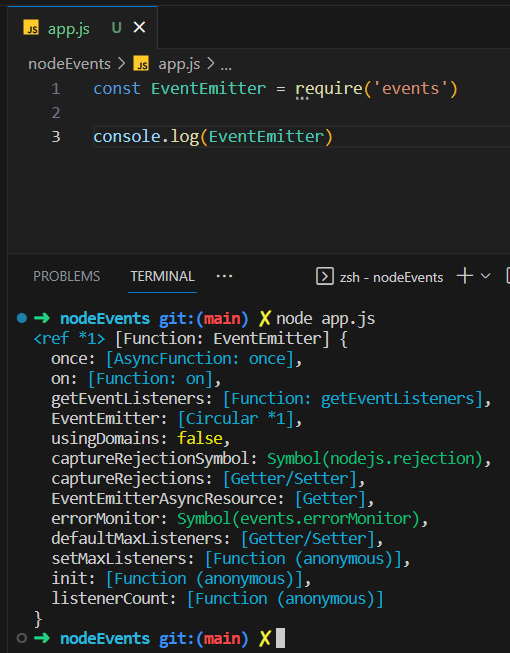 JS app.js U ×
nodeEvents > JS app.js > ...
1 const EventEmitter = require('events')
2
3 console.log(EventEmitter)
PROBLEMS TERMINAL ··· zsh - nodeEvents +
➜ nodeEvents git:(main) ✗ node app.js
<ref *1> [Function: EventEmitter] {
  once: [AsyncFunction: once],
  on: [Function: on],
  getEventListeners: [Function: getEventListeners],
  EventEmitter: [Circular *1],
  usingDomains: false,
  captureRejectionSymbol: Symbol(nodejs.rejection),
  captureRejections: [Getter/Setter],
  EventEmitterAsyncResource: [Getter],
  errorMonitor: Symbol(events.errorMonitor),
  defaultMaxListeners: [Getter/Setter],
  setMaxListeners: [Function (anonymous)],
  init: [Function (anonymous)],
  listenerCount: [Function (anonymous)]
}
➜ nodeEvents git:(main) ✗